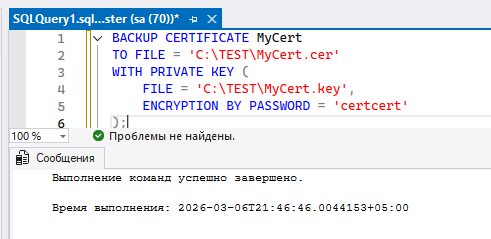 SQLQuery1.sql...ster (sa (70))*
1 BACKUP CERTIFICATE MyCert
2 TO FILE = 'C:\TEST\MyCert.cer'
3 WITH PRIVATE KEY (
4 FILE = 'C:\TEST\MyCert.key',
5 ENCRYPTION BY PASSWORD = 'certcert'
6 );
100 % Проблемы не найдены.
Сообщения
Выполнение команд успешно завершено.
Время выполнения: 2026-03-06T21:46:46.0044153+05:00